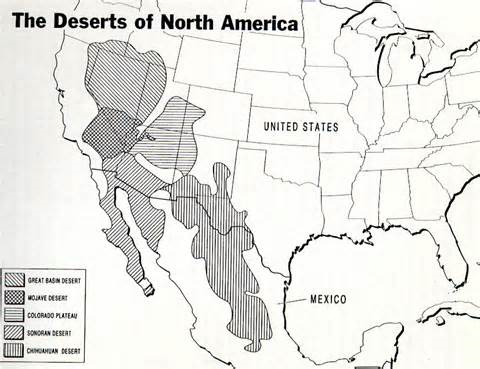 The Deserts of North America
UNITED STATES
MEXICO
GREAT BASIN DESERT
MOJAVE DESERT
COLORADO PLATEAU
SONORAN DESERT
CHIHUAHUAN DESERT